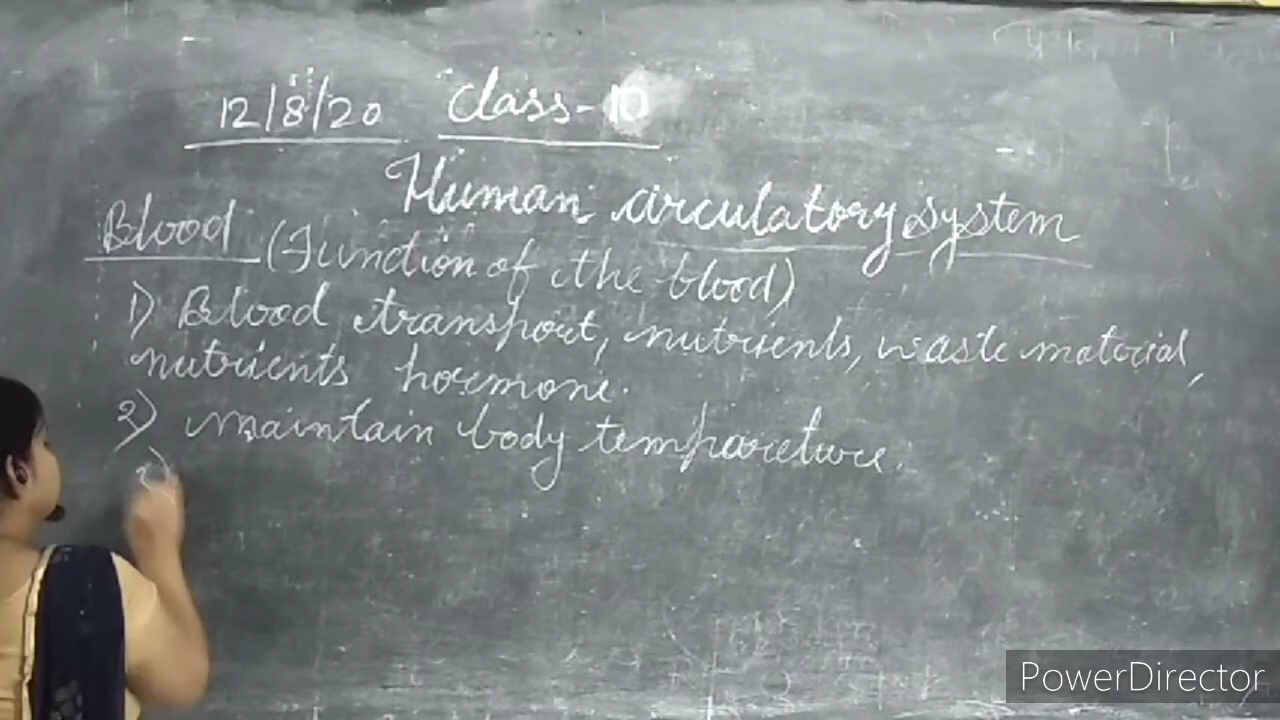 12/8/20 Class-10
Human circulatory system
Blood (Function of the blood)
1) Blood transport, nutrients, waste material,
nutrients hormone.
2) maintain body tempareture.
PowerDirector